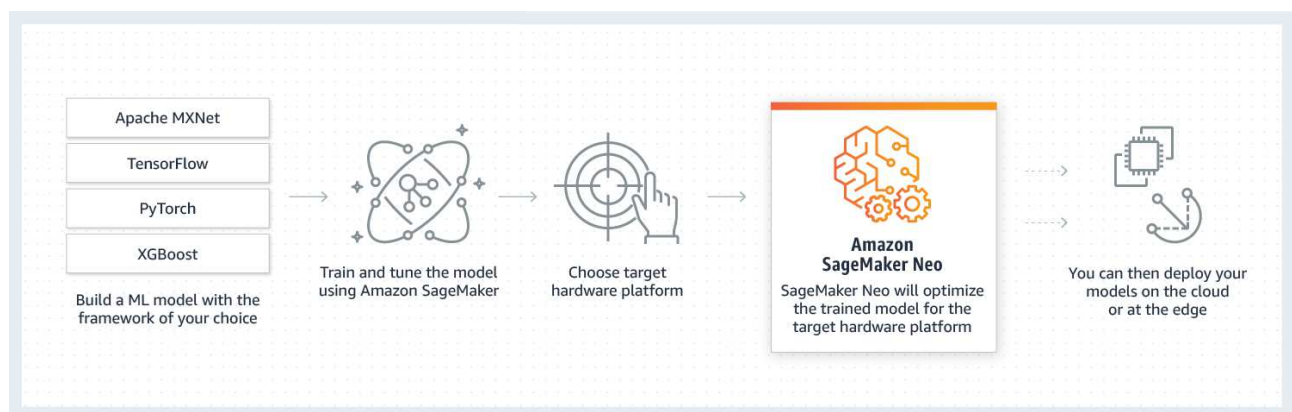 Apache MXNet
TensorFlow
PyTorch
XGBoost
Build a ML model with the
framework of your choice
Train and tune the model
using Amazon SageMaker
Choose target
hardware platform
Amazon
SageMaker Neo
SageMaker Neo will optimize
the trained model for the
target hardware platform
You can then deploy your
models on the cloud
or at the edge